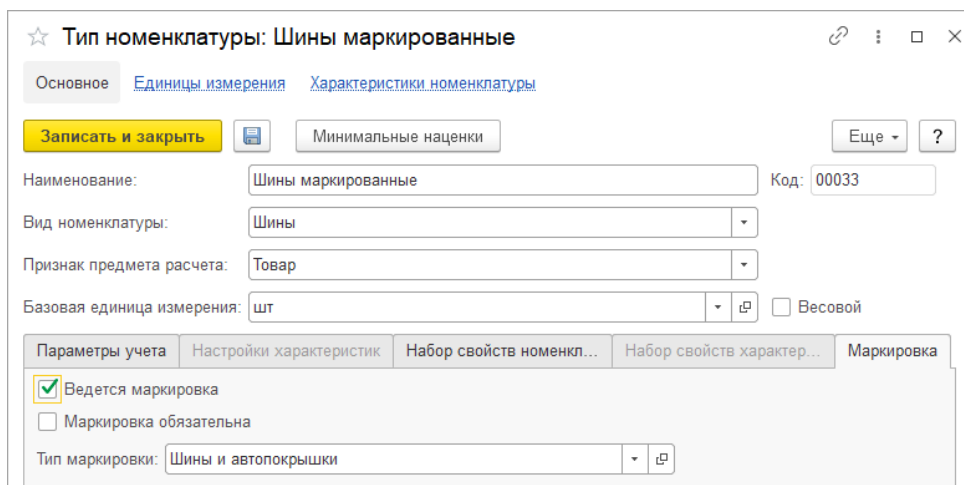 Тип номенклатуры: Шины маркированные
Основное Единицы измерения Характеристики номенклатуры
Записать и закрыть Минимальные наценки Еще ?
Наименование: Шины маркированные Код: 00033
Вид номенклатуры: Шины
Признак предмета расчета: Товар
Базовая единица измерения: шт Весовой
Параметры учета Настройки характеристик Набор свойств номенкл... Набор свойств характер... Маркировка
Ведется маркировка
Маркировка обязательна
Тип маркировки: Шины и автопокрышки